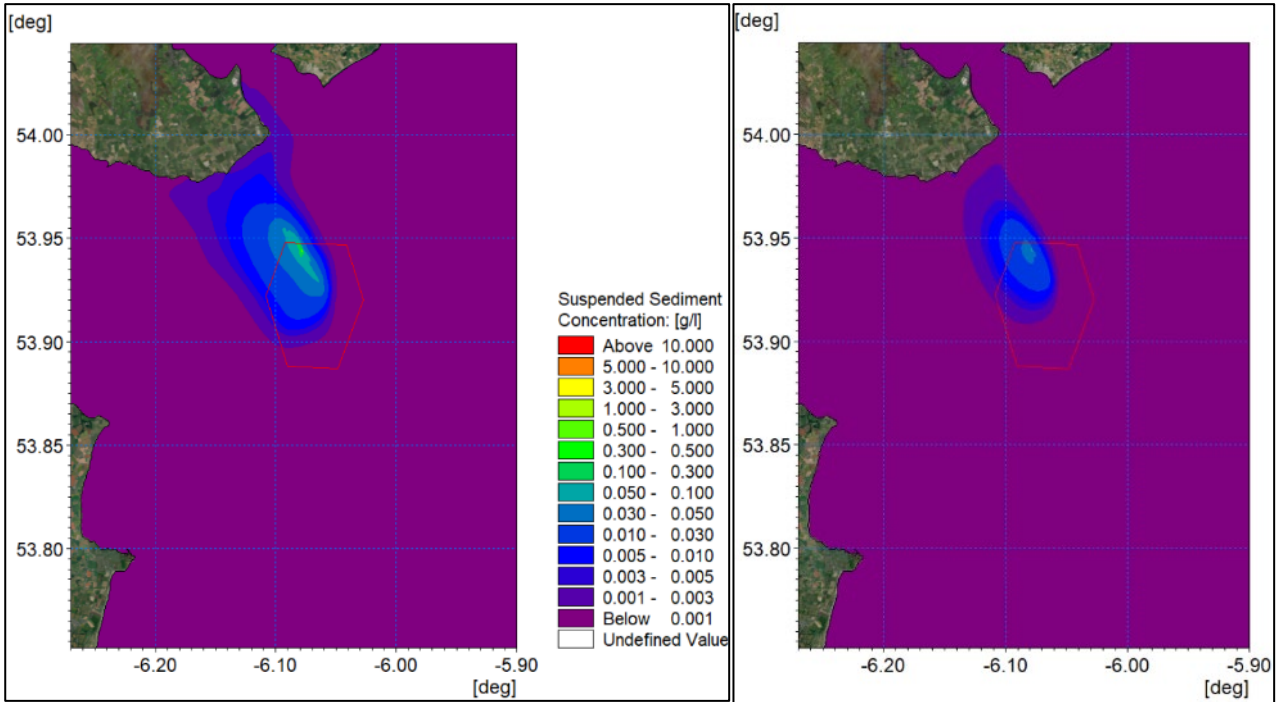 [deg]
54.00
53.95
53.90
53.85
53.80
-6.20 -6.10 -6.00 -5.90
[deg]
Suspended Sediment
Concentration: [g/l]
Above 10.000
5.000 - 10.000
3.000 - 5.000
1.000 - 3.000
0.500 - 1.000
0.300 - 0.500
0.100 - 0.300
0.050 - 0.100
0.030 - 0.050
0.010 - 0.030
0.005 - 0.010
0.003 - 0.005
0.001 - 0.003
Below 0.001
Undefined Value
[deg]
54.00
53.95
53.90
53.85
53.80
-6.20 -6.10 -6.00 -5.90
[deg]